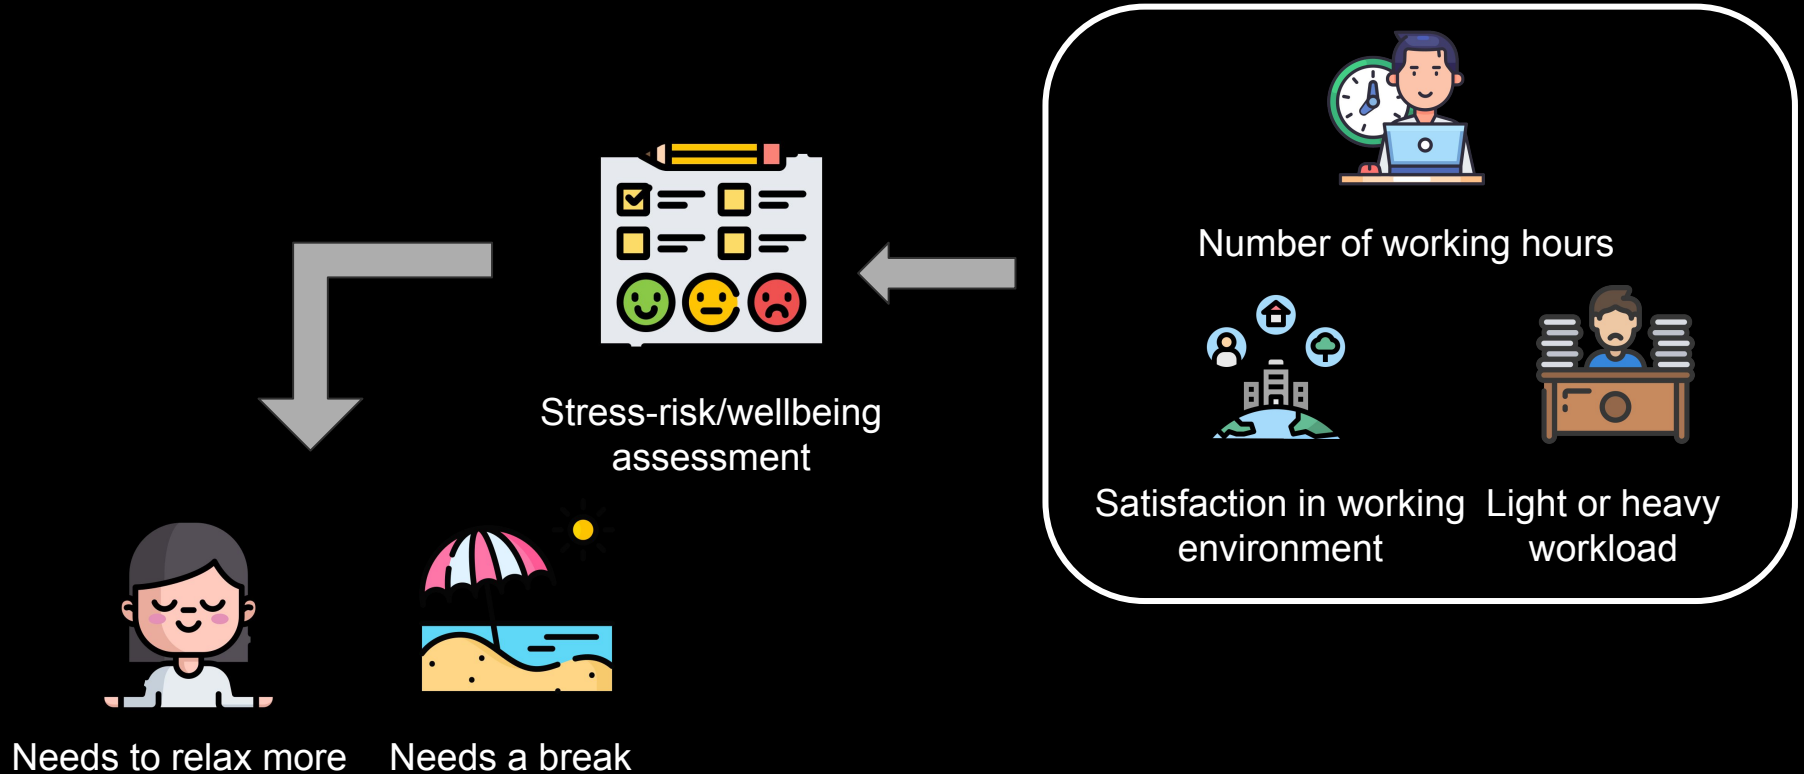 Number of working hours
Satisfaction in working
environment
Light or heavy
workload
Stress-risk/wellbeing
assessment
Needs to relax more
Needs a break